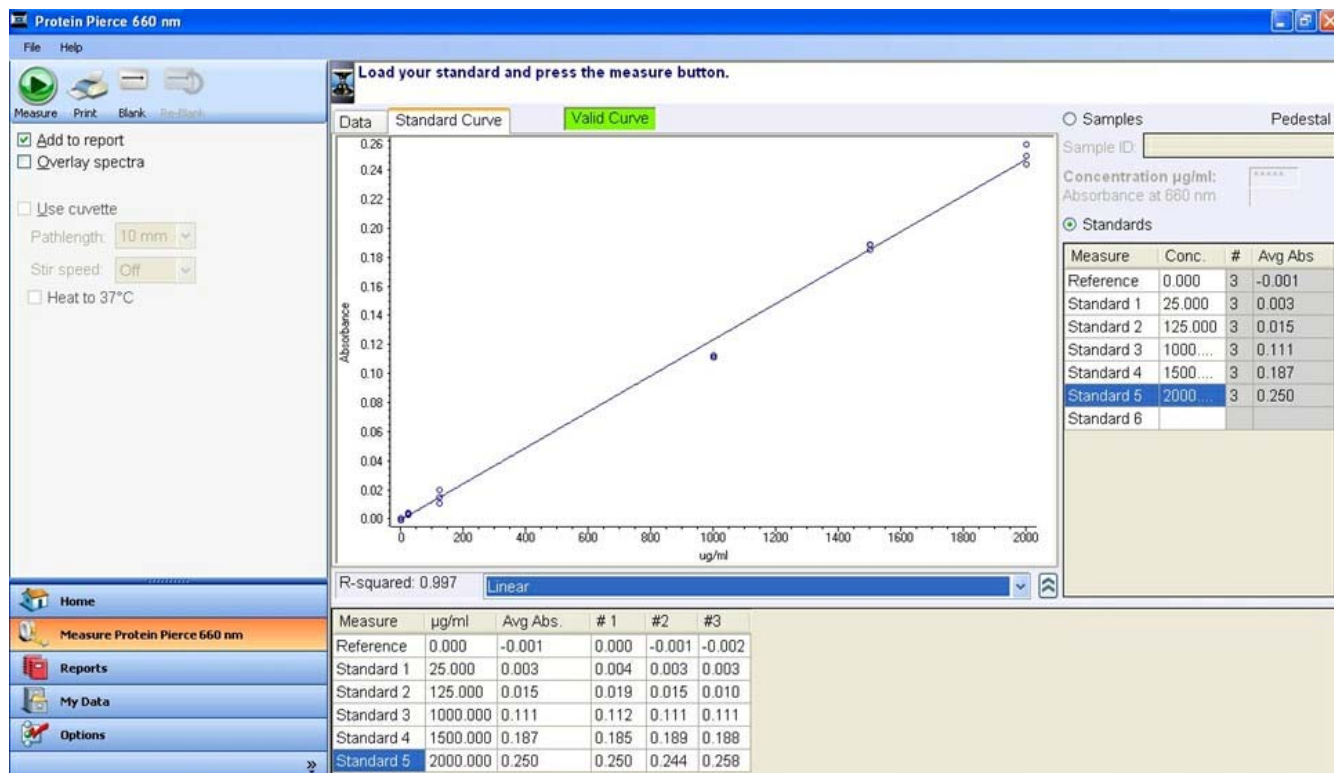 Protein Pierce 660 nm
File Help
Measure Print Blank Re-Blank
Add to report
Overlay spectra
Use cuvette
Pathlength: 10 mm
Stir speed: Off
Heat to 37°C
Home
Measure Protein Pierce 660 nm
Reports
My Data
Options
»
Load your standard and press the measure button.
Data Standard Curve Valid Curve
0.26
0.24
0.22
0.20
0.18
0.16
0.14
0.12
0.10
0.08
0.06
0.04
0.02
0.00
Absorbance
0 200 400 600 800 1000 1200 1400 1600 1800 2000
ug/ml
R-squared: 0.997 Linear
Samples Pedestal
Sample ID:
Concentration µg/ml: *****
Absorbance at 660 nm
Standards
Measure Conc. # Avg Abs
Reference 0.000 3 -0.001
Standard 1 25.000 3 0.003
Standard 2 125.000 3 0.015
Standard 3 1000.... 3 0.111
Standard 4 1500.... 3 0.187
Standard 5 2000.... 3 0.250
Standard 6
Measure µg/ml Avg Abs. # 1 #2 #3
Reference 0.000 -0.001 0.000 -0.001 -0.002
Standard 1 25.000 0.003 0.004 0.003 0.003
Standard 2 125.000 0.015 0.019 0.015 0.010
Standard 3 1000.000 0.111 0.112 0.111 0.111
Standard 4 1500.000 0.187 0.185 0.189 0.188
Standard 5 2000.000 0.250 0.250 0.244 0.258